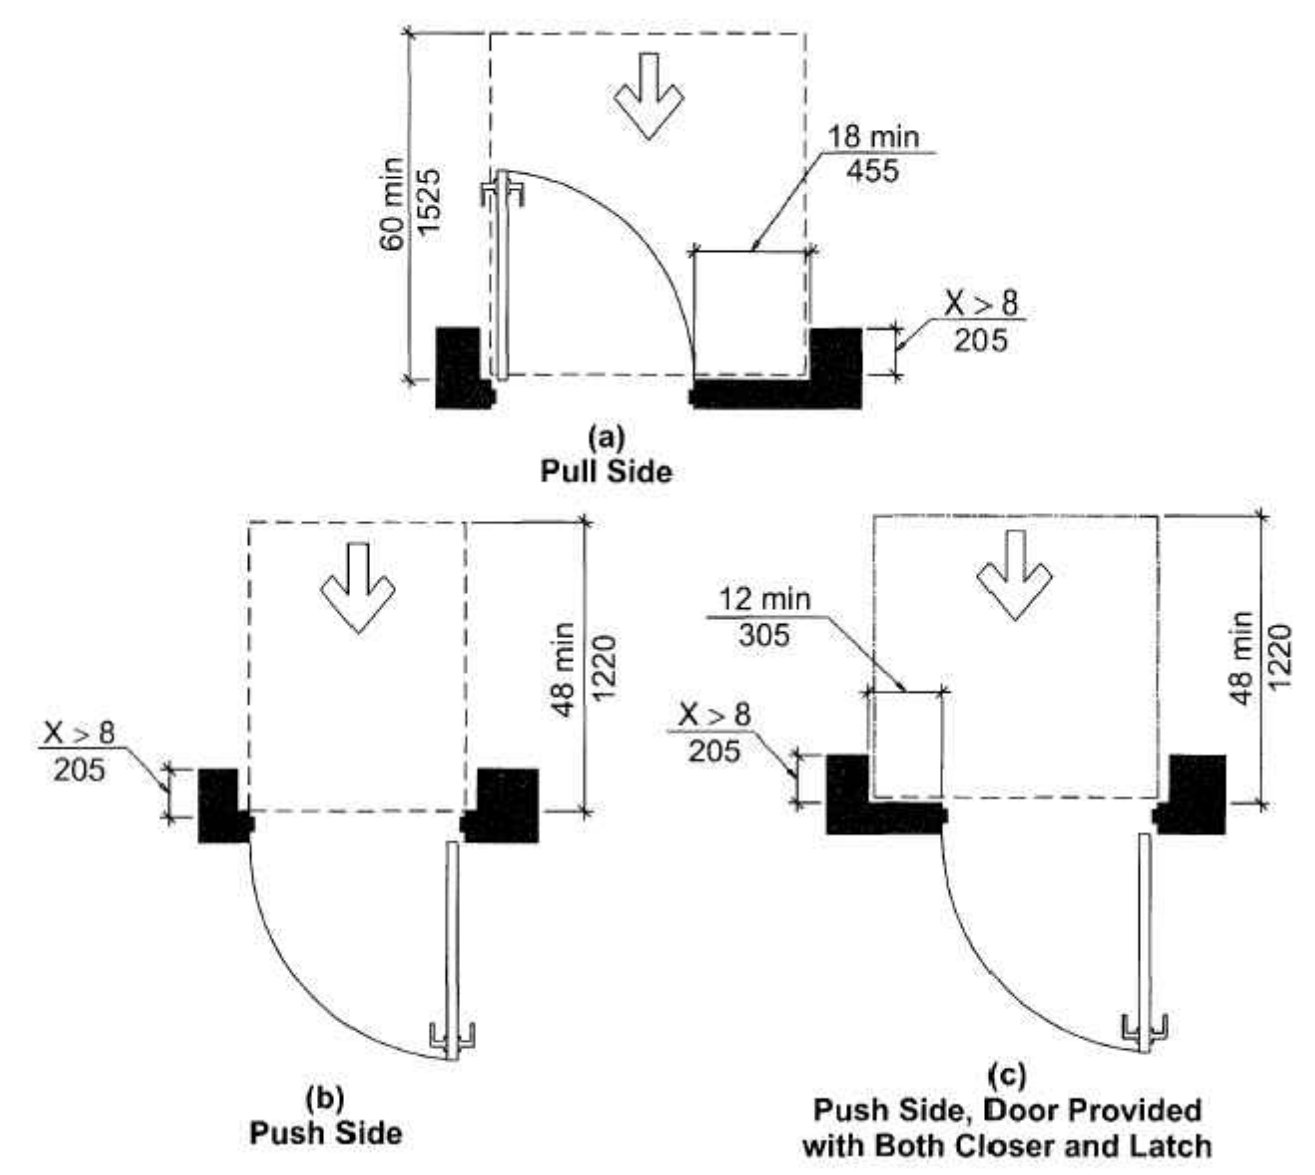 18 min
455
60 min
1525
X > 8
205
(a)
Pull Side
12 min
305
48 min
1220
48 min
1220
X > 8
205
X > 8
205
(b)
Push Side
(c)
Push Side, Door Provided
with Both Closer and Latch